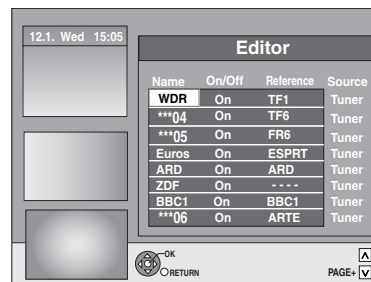 12.1. Wed 15:05
Editor
Name On/Off Reference Source
WDR On TF1 Tuner
***04 On TF6 Tuner
***05 On FR6 Tuner
Euros On ESPRT Tuner
ARD On ARD Tuner
ZDF On - - - - Tuner
BBC1 On BBC1 Tuner
***06 On ARTE Tuner
OK
RETURN
PAGE+